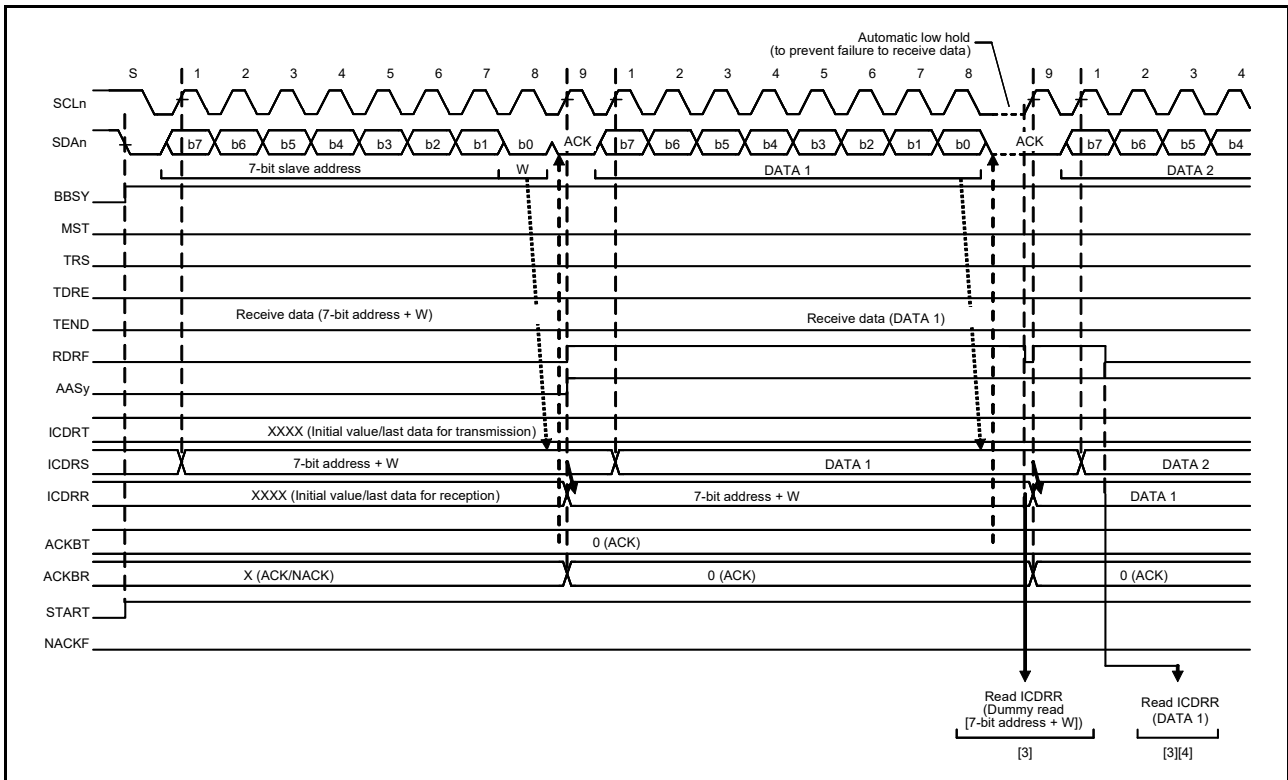 Automatic low hold
(to prevent failure to receive data)
S 1 2 3 4 5 6 7 8 9 1 2 3 4 5 6 7 8 9 1 2 3 4
SCLn
SDAn b7 b6 b5 b4 b3 b2 b1 b0 ACK b7 b6 b5 b4 b3 b2 b1 b0 ACK b7 b6 b5 b4
7-bit slave address W DATA 1 DATA 2
BBSY
MST
TRS
TDRE
Receive data (7-bit address + W) Receive data (DATA 1)
TEND
RDRF
AASy
ICDRT XXXX (Initial value/last data for transmission)
ICDRS 7-bit address + W DATA 1 DATA 2
ICDRR XXXX (Initial value/last data for reception) 7-bit address + W DATA 1
ACKBT 0 (ACK)
ACKBR X (ACK/NACK) 0 (ACK) 0 (ACK)
START
NACKF
Read ICDRR
(Dummy read
[7-bit address + W])
[3]
Read ICDRR
(DATA 1)
[3][4]